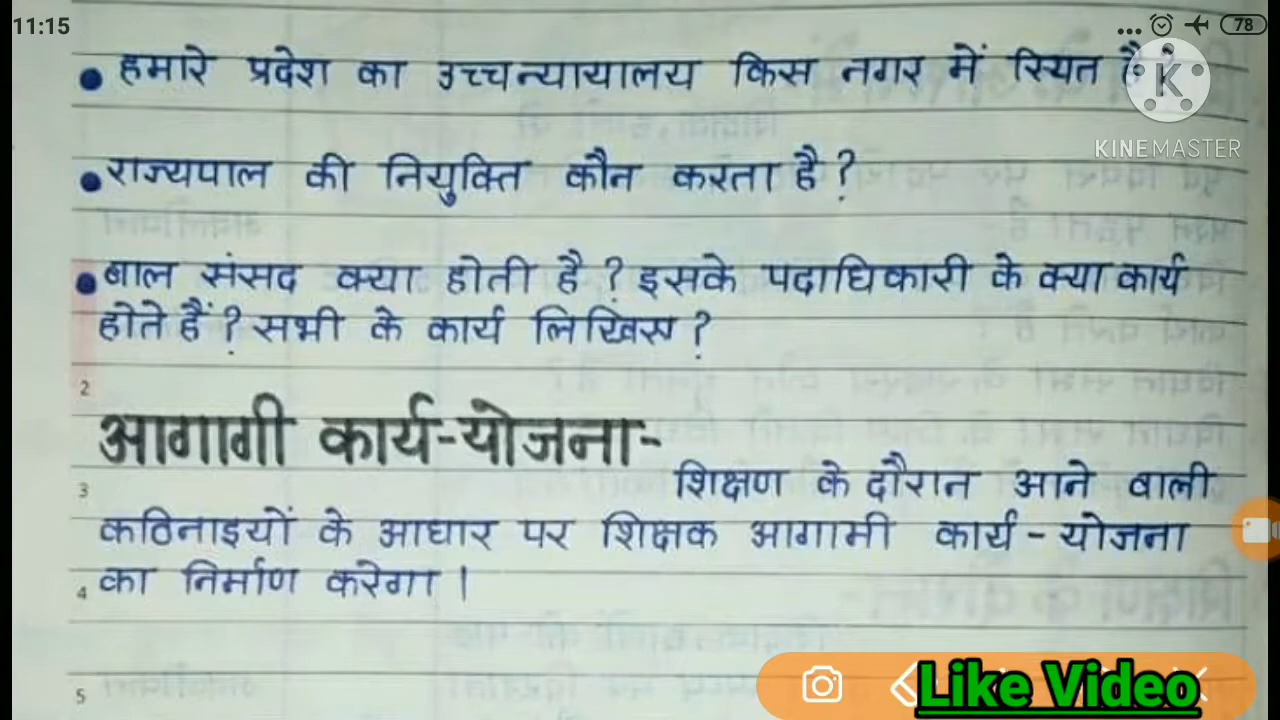 11:15
78
• हमारे प्रदेश का उच्चन्यायालय किस नगर में स्थित है ?
K
KINEMASTER
• राज्यपाल की नियुक्ति कौन करता है ?
• बाल संसद क्या होती है ? इसके पदाधिकारी के क्या कार्य
होते हैं ? सभी के कार्य लिखिए ?
2
आगागी कार्य-योजना-
3 शिक्षण के दौरान आने वाली
कठिनाइयों के आधार पर शिक्षक आगामी कार्य - योजना
4 का निर्माण करेगा ।
5
Like Video